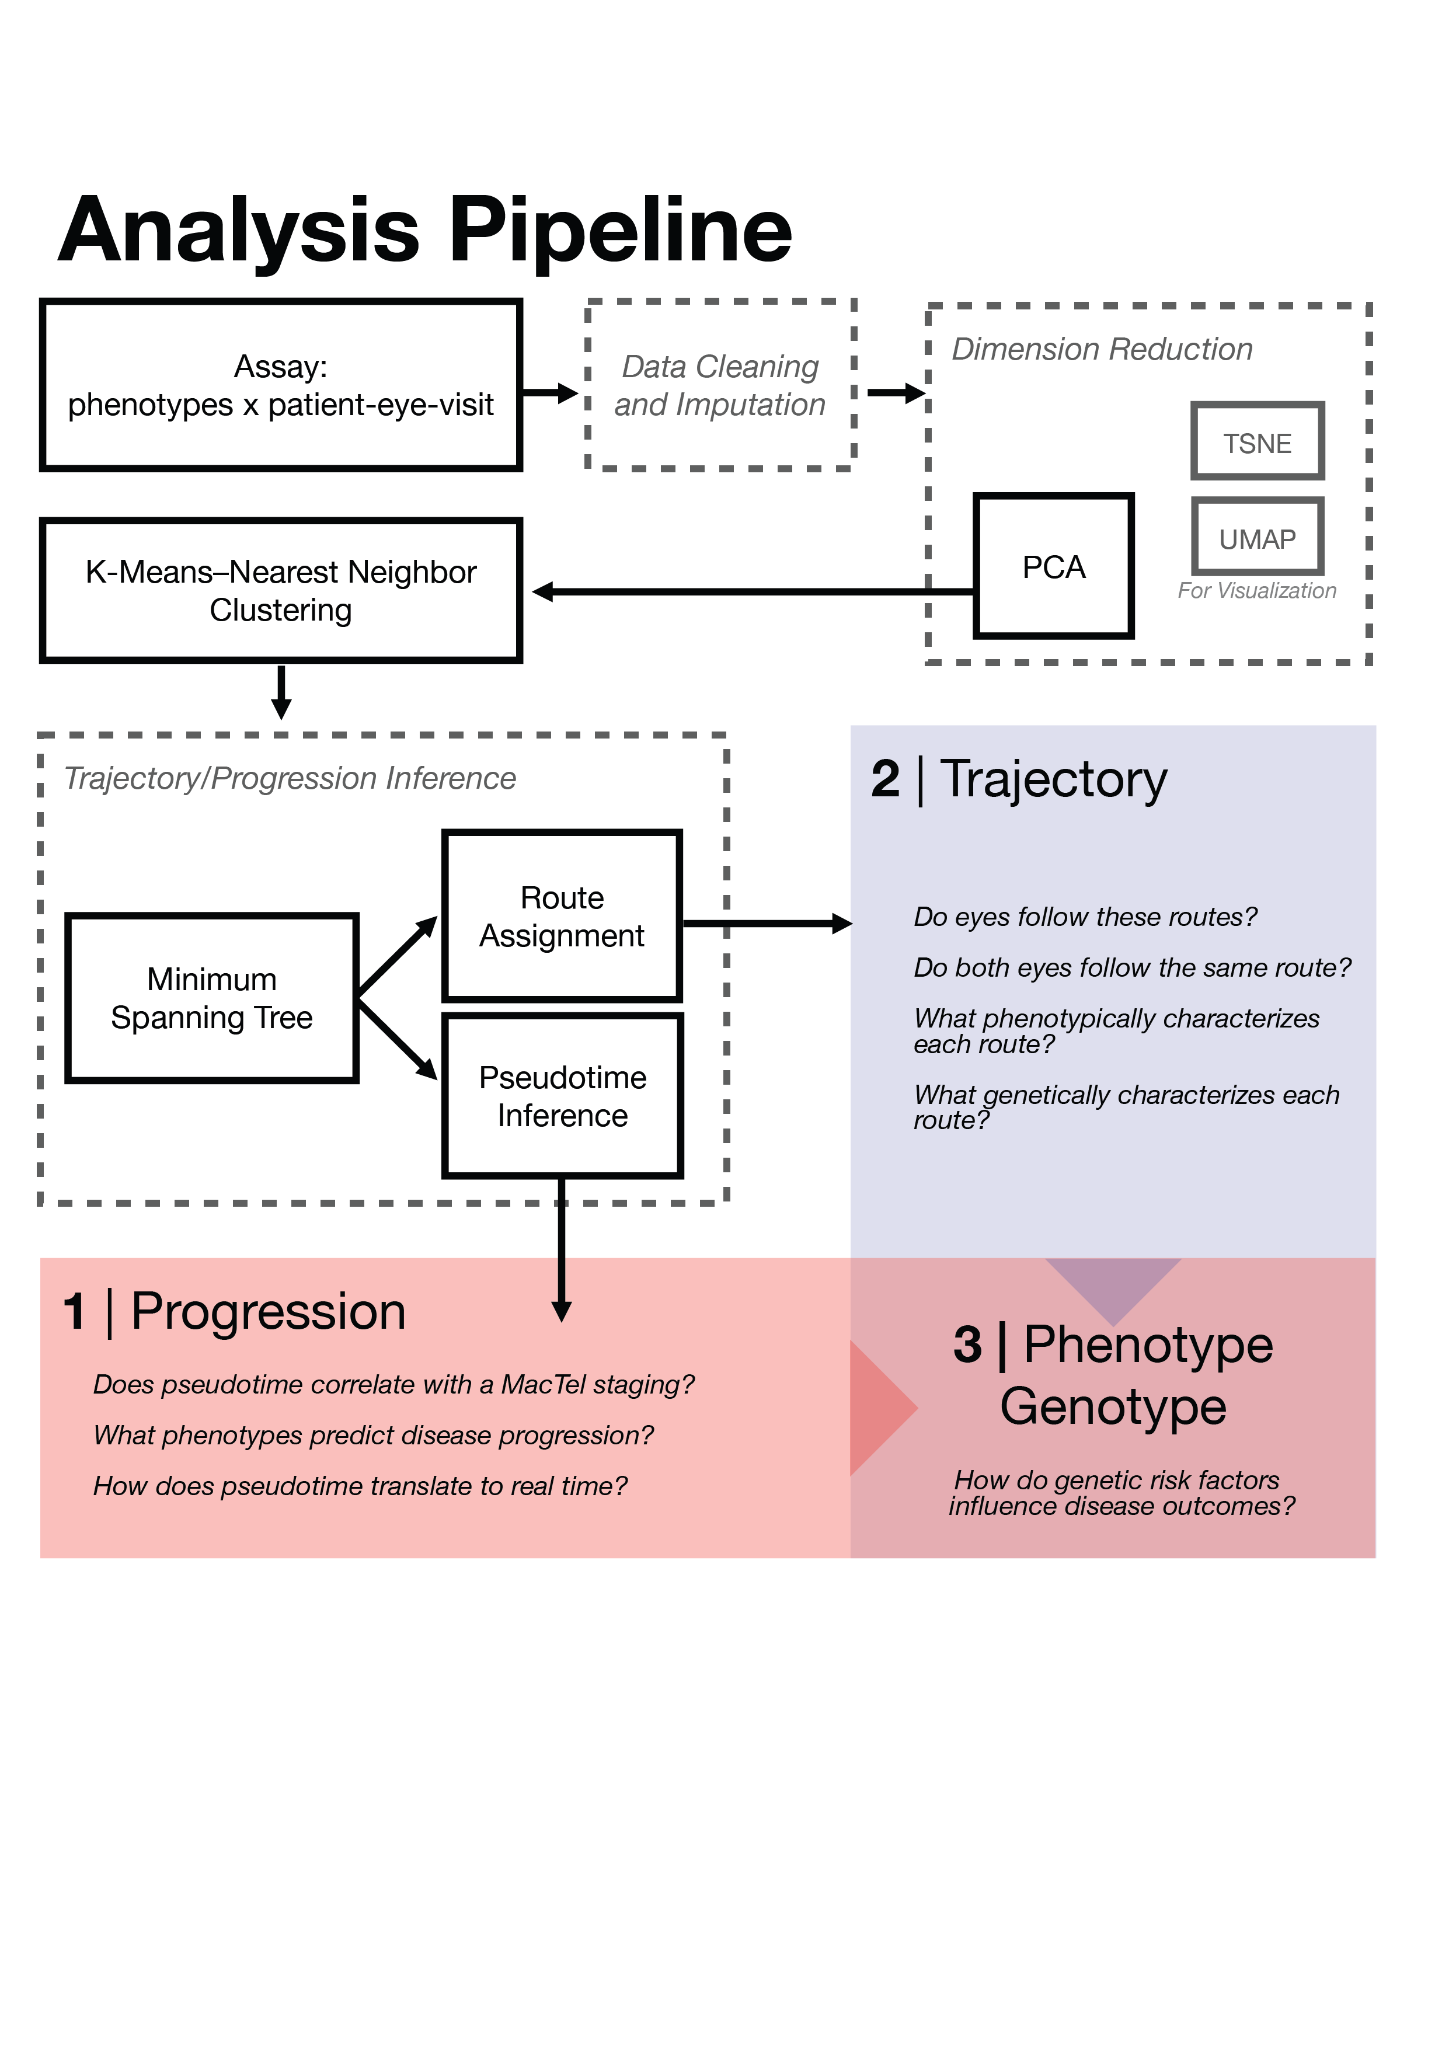 Analysis Pipeline
Assay:
phenotypes x patient-eye-visit
Data Cleaning
and Imputation
Dimension Reduction
TSNE
UMAP
For Visualization
PCA
K-Means–Nearest Neighbor
Clustering
Trajectory/Progression Inference
Minimum
Spanning Tree
Route
Assignment
Pseudotime
Inference
2 | Trajectory
Do eyes follow these routes?
Do both eyes follow the same route?
What phenotypically characterizes
each route?
What genetically characterizes each
route?
1 | Progression
Does pseudotime correlate with a MacTel staging?
What phenotypes predict disease progression?
How does pseudotime translate to real time?
3 | Phenotype
Genotype
How do genetic risk factors
influence disease outcomes?